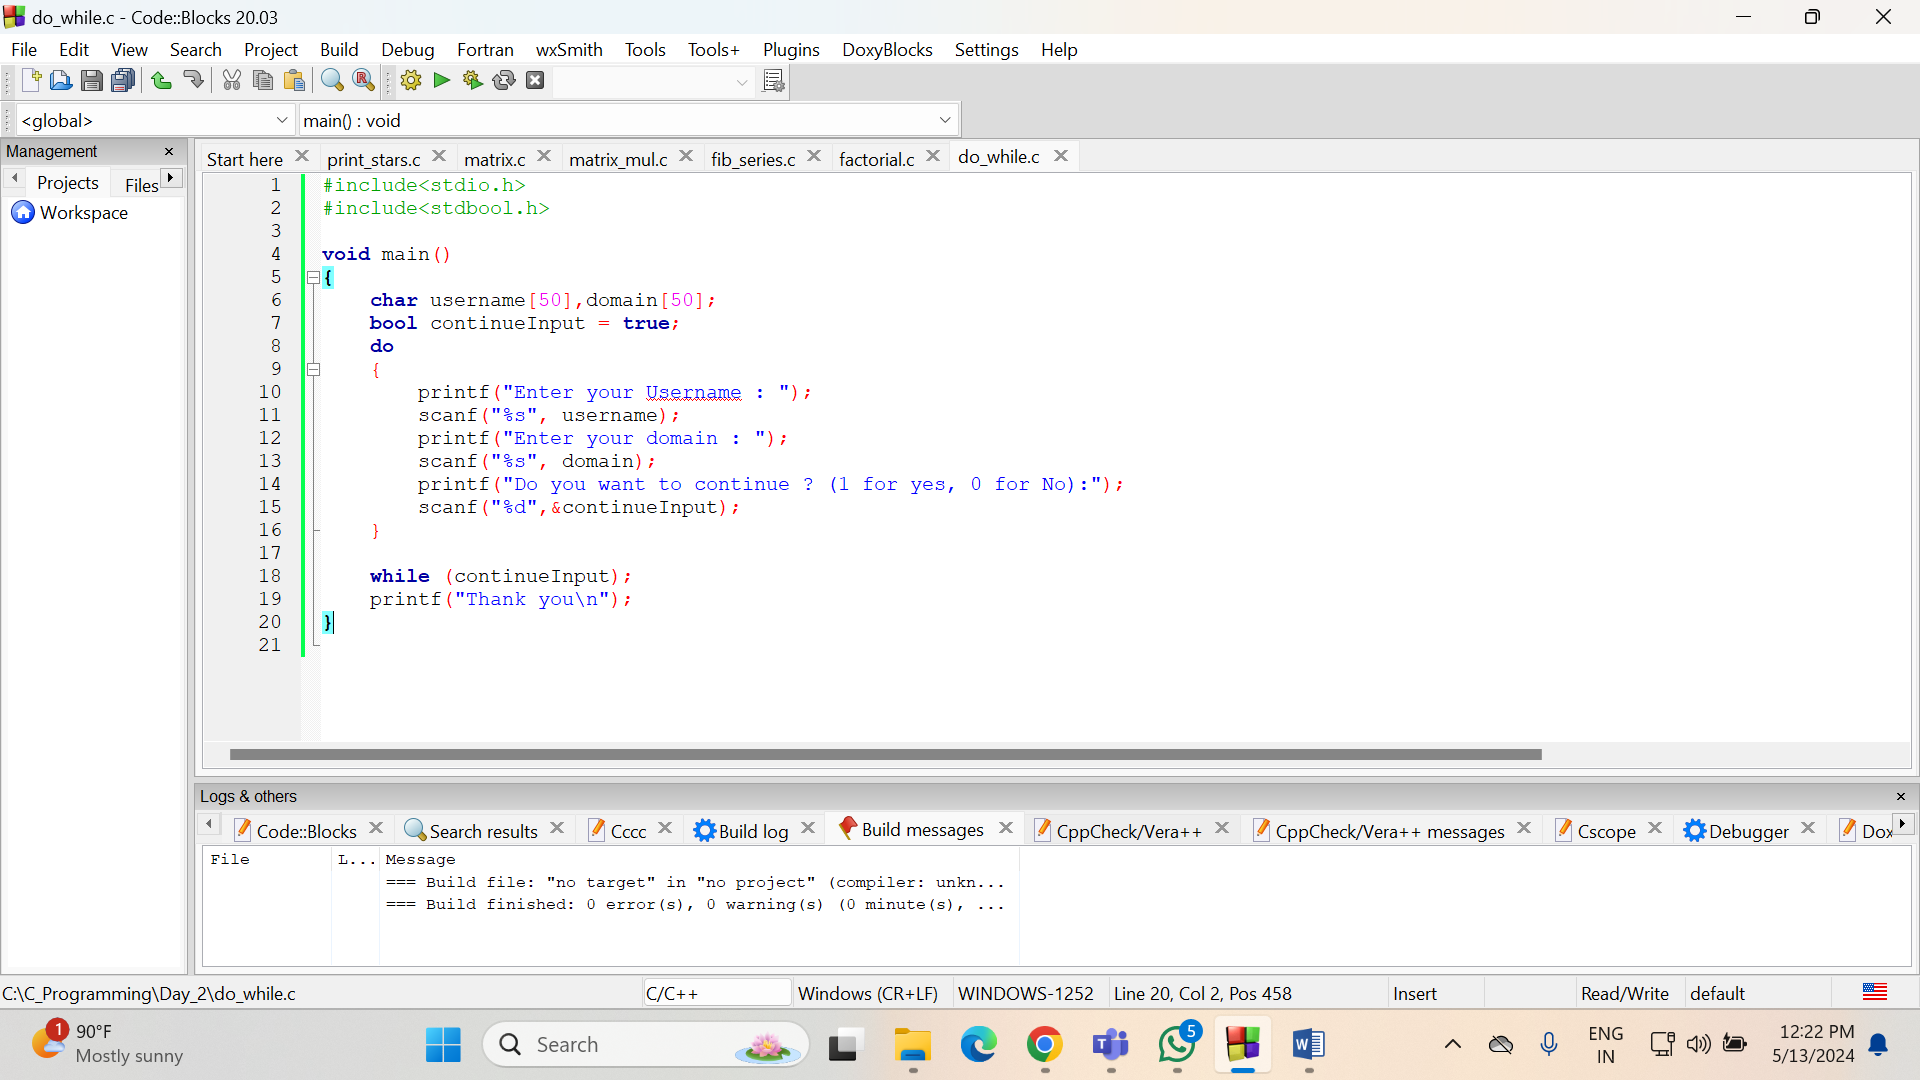 do_while.c - Code::Blocks 20.03
File Edit View Search Project Build Debug Fortran wxSmith Tools Tools+ Plugins DoxyBlocks Settings Help
<global> main() : void
Management
Projects Files
Workspace
Start here print_stars.c matrix.c matrix_mul.c fib_series.c factorial.c do_while.c
1 #include<stdio.h>
2 #include<stdbool.h>
3
4 void main()
5 {
6 char username[50],domain[50];
7 bool continueInput = true;
8 do
9 {
10 printf("Enter your Username : ");
11 scanf("%s", username);
12 printf("Enter your domain : ");
13 scanf("%s", domain);
14 printf("Do you want to continue ? (1 for yes, 0 for No):");
15 scanf("%d",&continueInput);
16 }
17
18 while (continueInput);
19 printf("Thank you\n");
20 }
21
Logs & others
Code::Blocks Search results Cccc Build log Build messages CppCheck/Vera++ CppCheck/Vera++ messages Cscope Debugger Dox
File L... Message
=== Build file: "no target" in "no project" (compiler: unkn...
=== Build finished: 0 error(s), 0 warning(s) (0 minute(s), ...
C:\C_Programming\Day_2\do_while.c C/C++ Windows (CR+LF) WINDOWS-1252 Line 20, Col 2, Pos 458 Insert Read/Write default
1 90°F
Mostly sunny
Search
5
ENG
IN
12:22 PM
5/13/2024